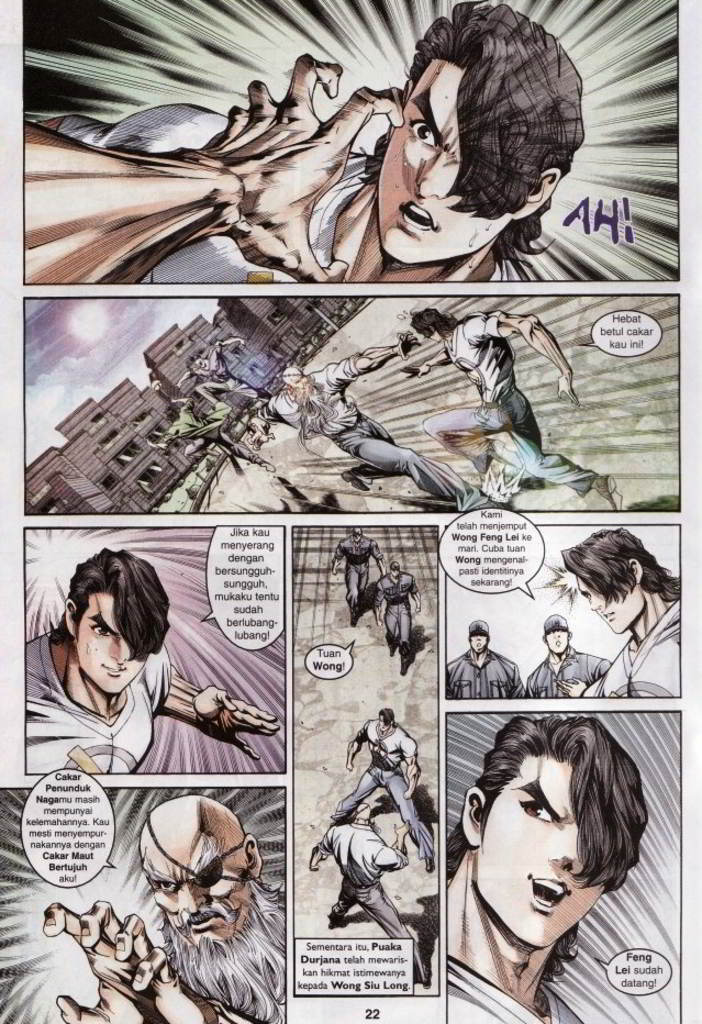 AH!
Hebat
betul cakar
kau ini!
Jika kau
menyerang
dengan
bersungguh-
sungguh,
mukaku tentu
sudah
berlubang-
lubang!
Cakar
Penunduk
Nagamu masih
mempunyai
kelemahannya. Kau
mesti menyempur-
nakannya dengan
Cakar Maut
Bertujuh
aku!
Tuan
Wong!
Sementara itu, Puaka
Durjana telah mewaris-
kan hikmat istimewanya
kepada Wong Siu Long.
Kami
telah menjemput
Wong Feng Lei ke
mari. Cuba tuan
Wong mengenal-
pasti identitinya
sekarang!
Feng
Lei sudah
datang!
22